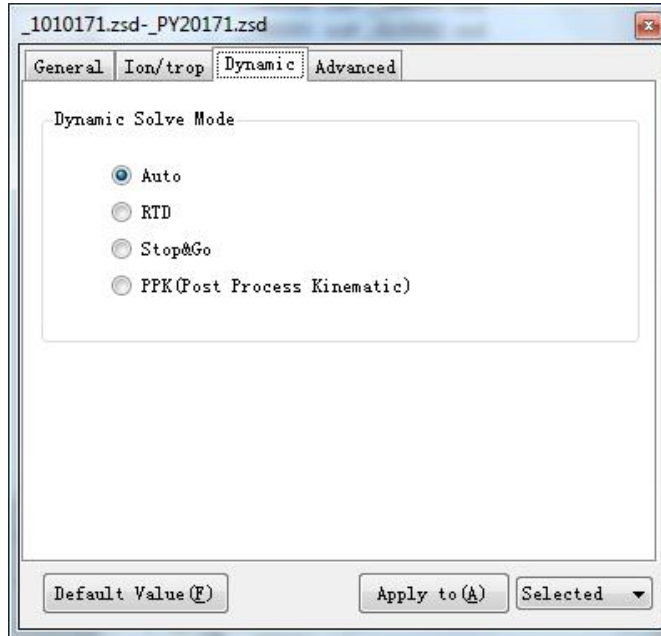 _1010171.zsd-_PY20171.zsd
General Ion/trop Dynamic Advanced
Dynamic Solve Mode
Auto
RTD
Stop&Go
PPK(Post Process Kinematic)
Default Value(F) Apply to(A) Selected